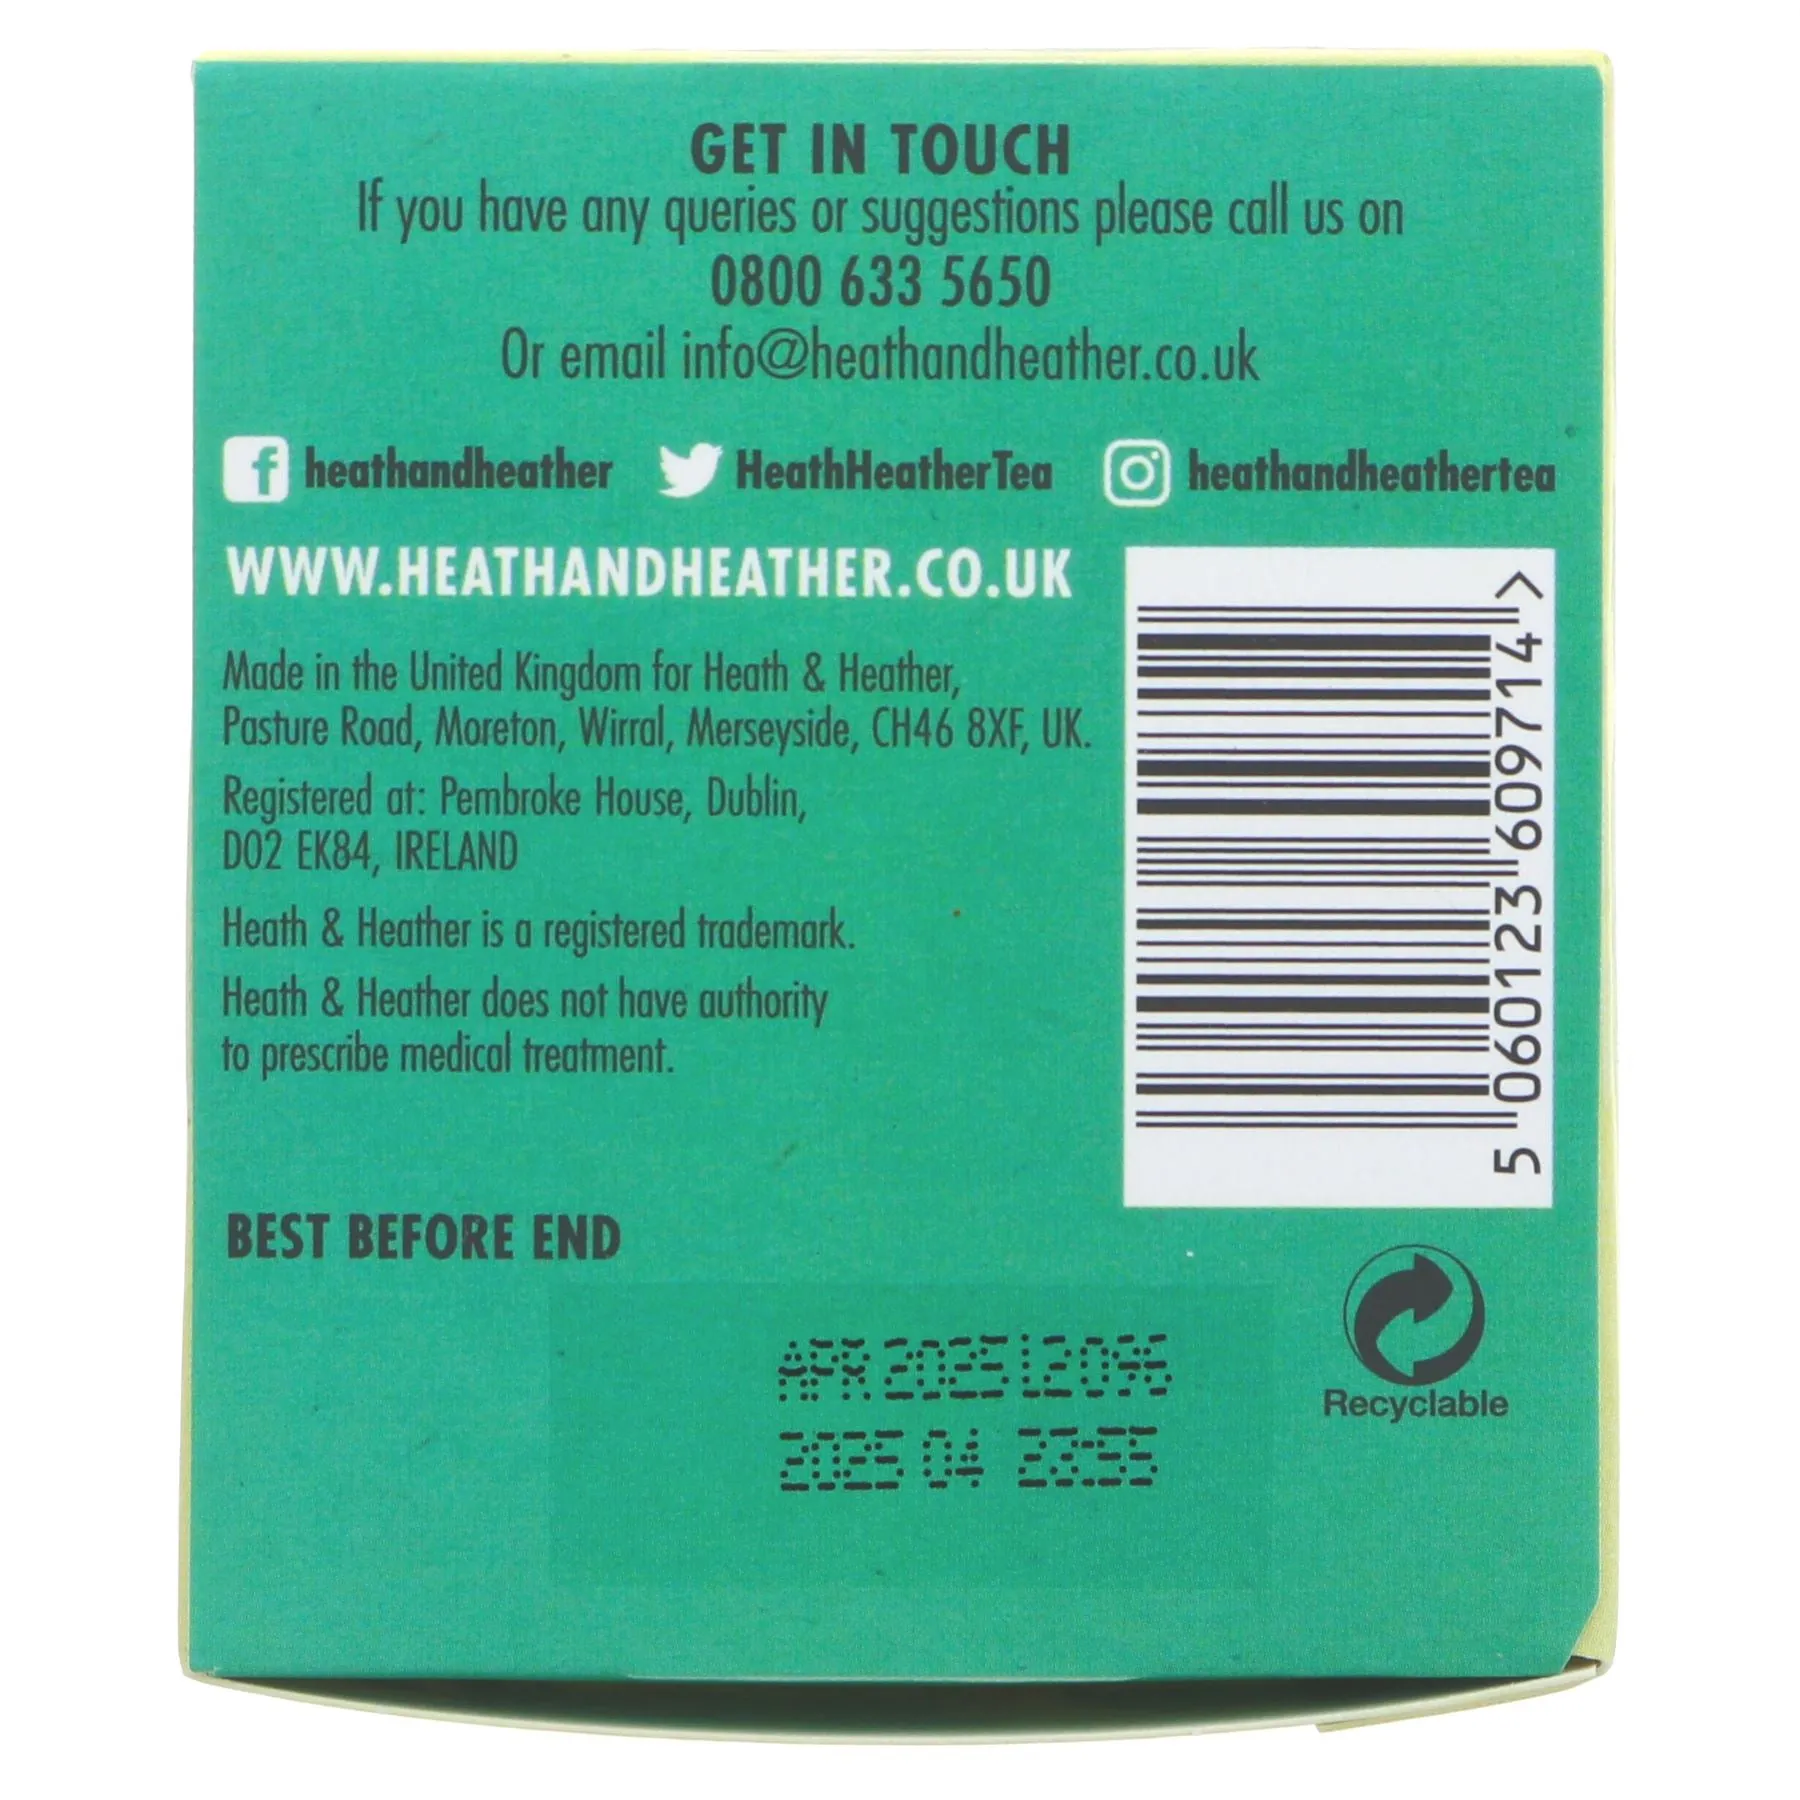 GET IN TOUCH
If you have any queries or suggestions please call us on
0800 633 5650
Or email info@heathandheather.co.uk
heathandheather HeathHeatherTea heathandheathertea
WWW.HEATHANDHEATHER.CO.UK
Made in the United Kingdom for Heath & Heather,
Pasture Road, Moreton, Wirral, Merseyside, CH46 8XF, UK.
Registered at: Pembroke House, Dublin,
D02 EK84, IRELAND
Heath & Heather is a registered trademark.
Heath & Heather does not have authority
to prescribe medical treatment.
5 060123 609714 >
BEST BEFORE END
APR 2025 L2096
2025 04 22:55
Recyclable